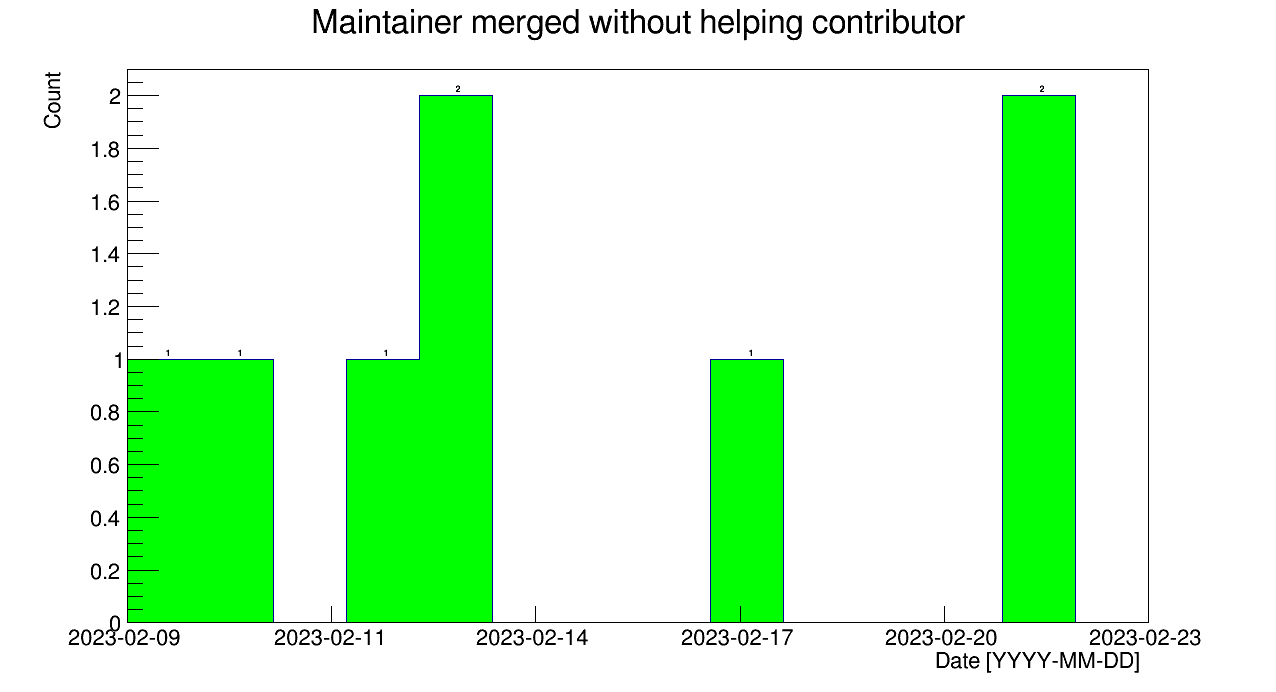 Maintainer merged without helping contributor
Count
2
1.8
1.6
1.4
1.2
1
0.8
0.6
0.4
0.2
0
1 1 1 2 1 2
2023-02-09 2023-02-11 2023-02-14 2023-02-17 2023-02-20 2023-02-23
Date [YYYY-MM-DD]